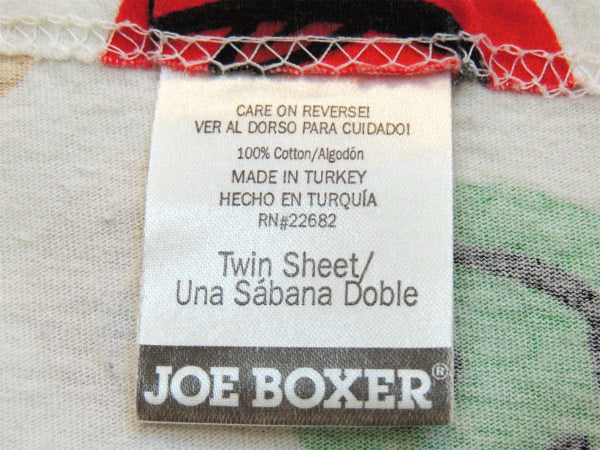 CARE ON REVERSE!
VER AL DORSO PARA CUIDADO!
100% Cotton/Algodón
MADE IN TURKEY
HECHO EN TURQUÍA
RN#22682
Twin Sheet/
Una Sábana Doble
JOE BOXER®